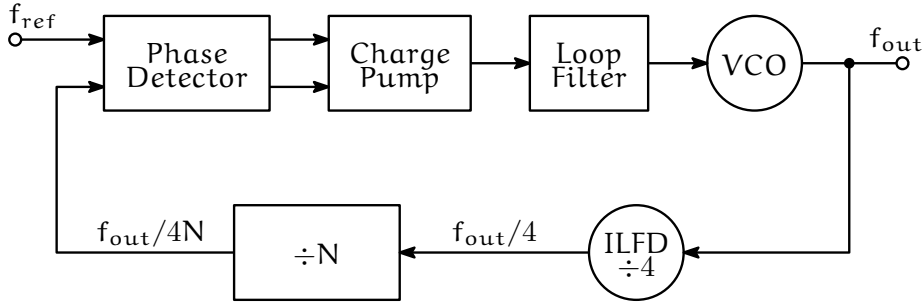 f_ref
Phase
Detector
Charge
Pump
Loop
Filter
VCO
f_out
f_out/4N
÷N
f_out/4
ILFD
÷4